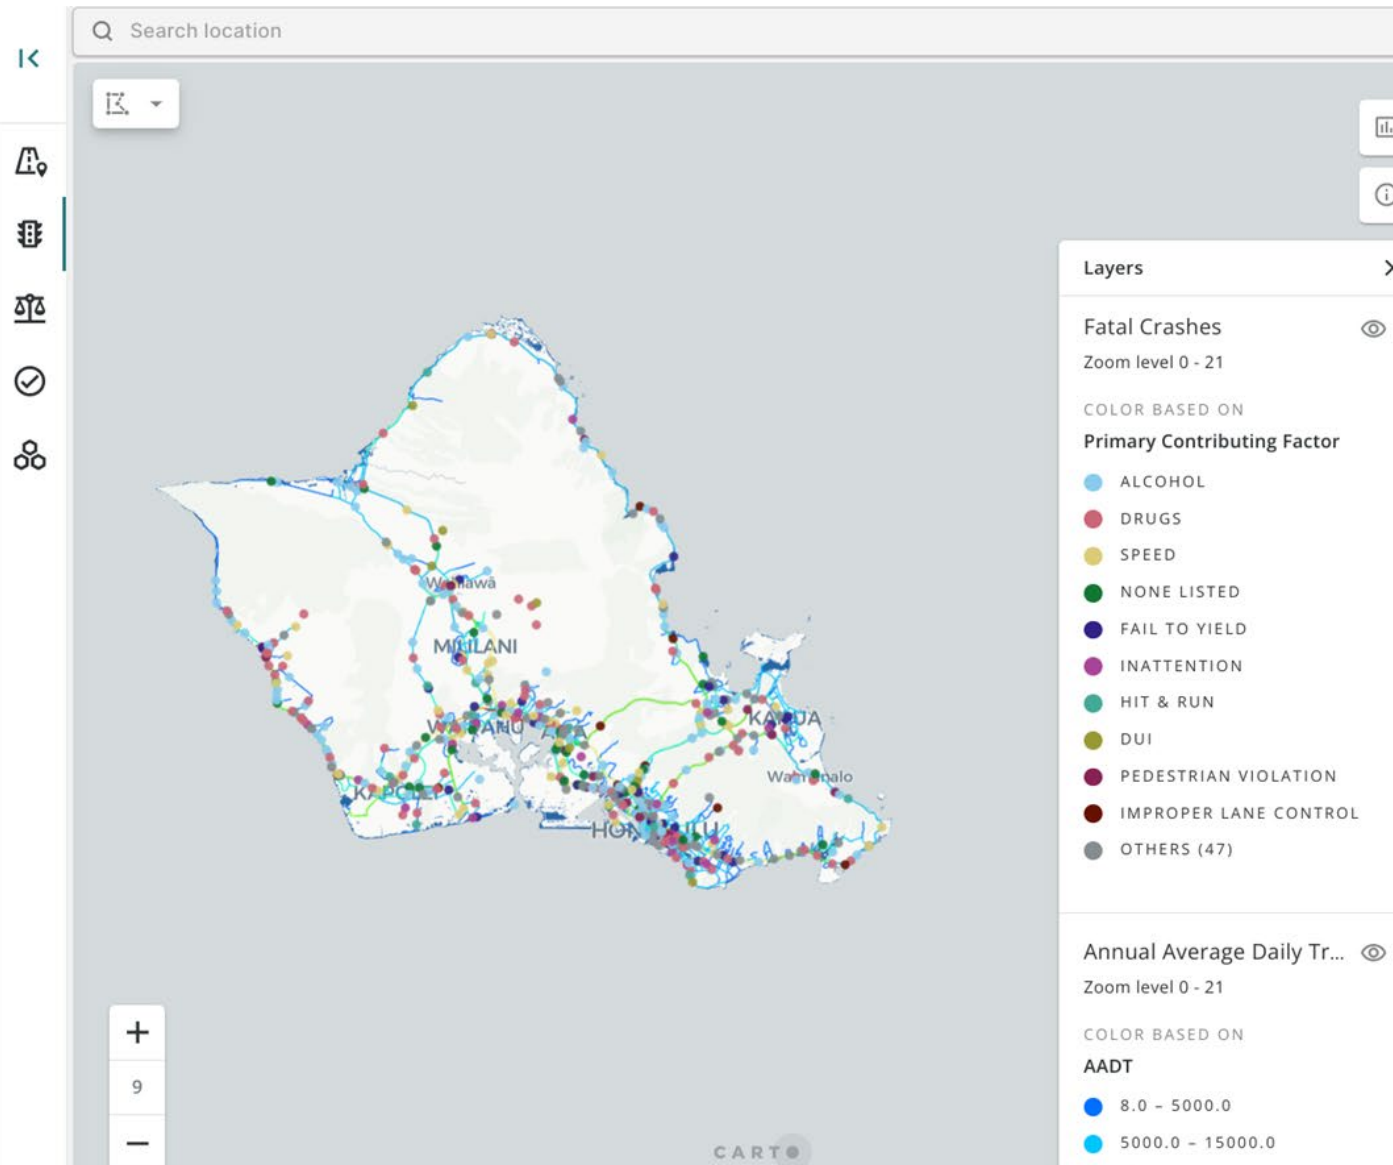 Search location
Layers
Fatal Crashes
Zoom level 0 - 21
COLOR BASED ON
Primary Contributing Factor
ALCOHOL
DRUGS
SPEED
NONE LISTED
FAIL TO YIELD
INATTENTION
HIT & RUN
DUI
PEDESTRIAN VIOLATION
IMPROPER LANE CONTROL
OTHERS (47)
Annual Average Daily Tr...
Zoom level 0 - 21
COLOR BASED ON
AADT
8.0 – 5000.0
5000.0 – 15000.0
MILILANI
+
9
−
CARTO